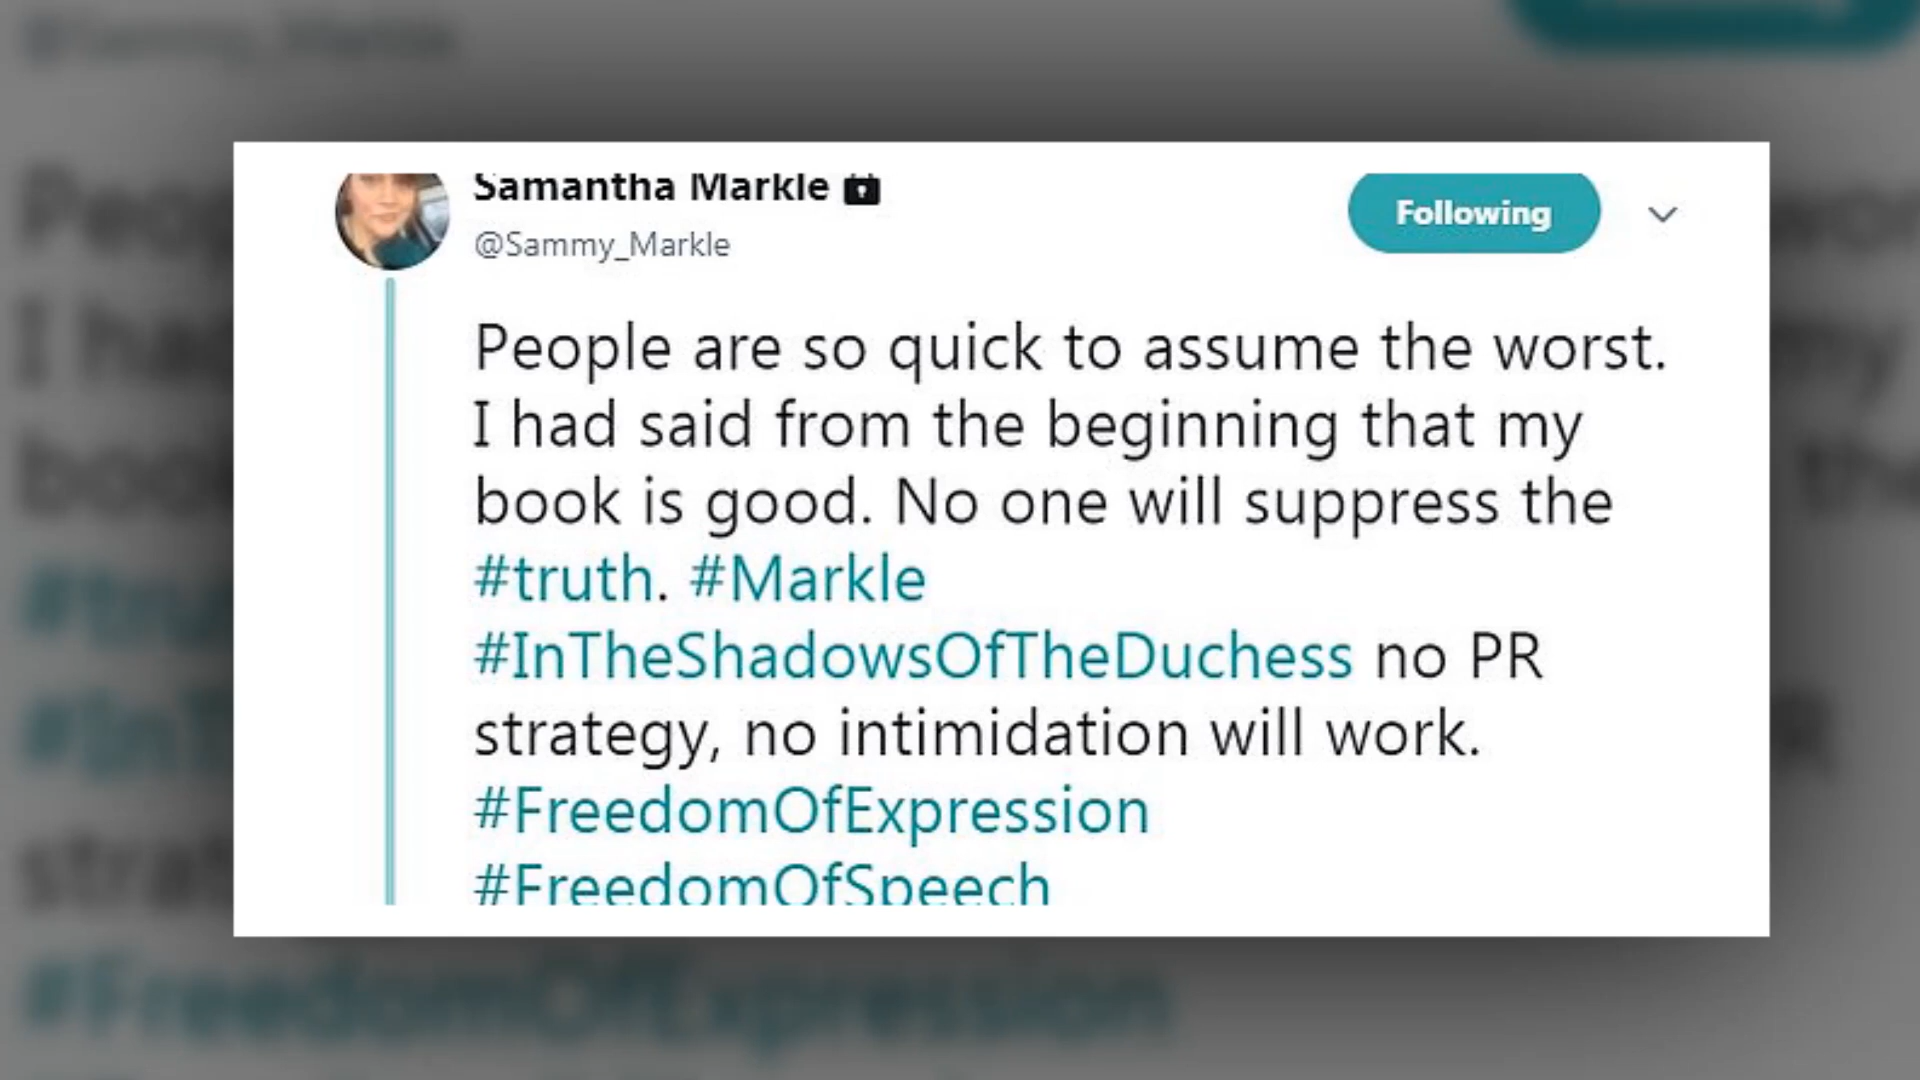 Samantha Markle
@Sammy_Markle
Following
People are so quick to assume the worst.
I had said from the beginning that my
book is good. No one will suppress the
#truth. #Markle
#InTheShadowsOfTheDuchess no PR
strategy, no intimidation will work.
#FreedomOfExpression
#FreedomOfSpeech